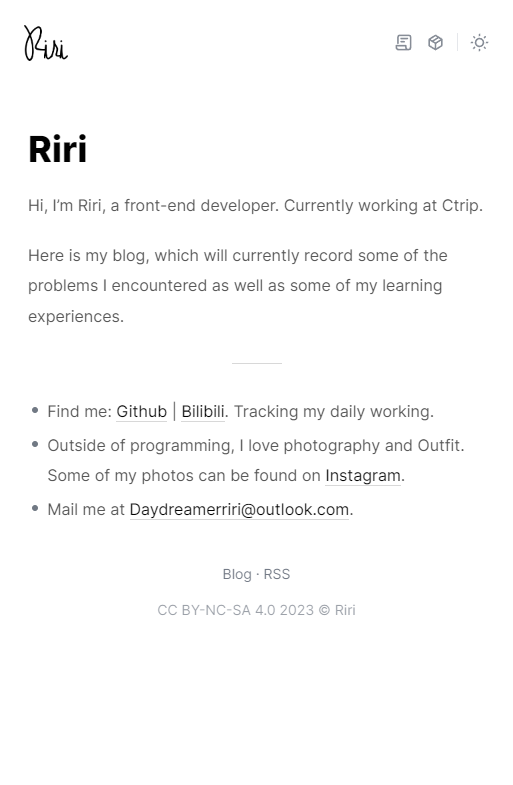 Riri
Riri
Hi, I’m Riri, a front-end developer. Currently working at Ctrip.
Here is my blog, which will currently record some of the
problems I encountered as well as some of my learning
experiences.
Find me: Github | Bilibili. Tracking my daily working.
Outside of programming, I love photography and Outfit.
Some of my photos can be found on Instagram.
Mail me at Daydreamerriri@outlook.com.
Blog · RSS
CC BY-NC-SA 4.0 2023 © Riri